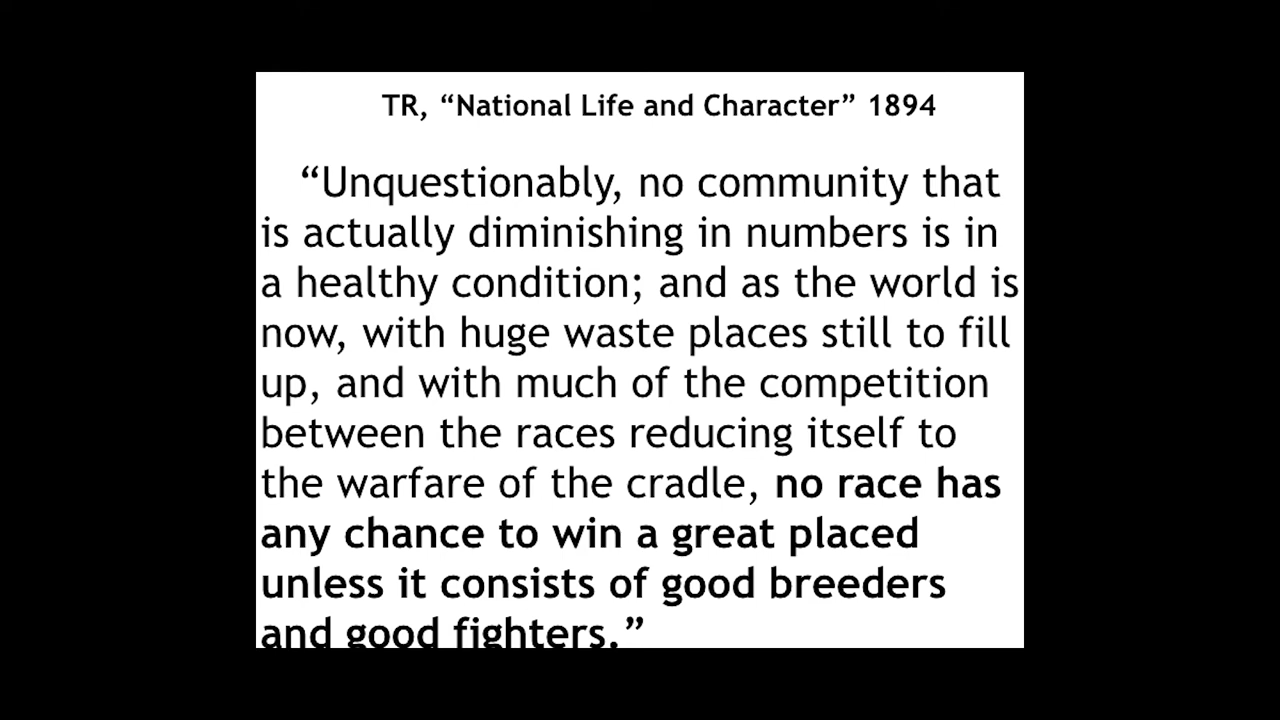 TR, “National Life and Character” 1894
“Unquestionably, no community that
is actually diminishing in numbers is in
a healthy condition; and as the world is
now, with huge waste places still to fill
up, and with much of the competition
between the races reducing itself to
the warfare of the cradle, no race has
any chance to win a great placed
unless it consists of good breeders
and good fighters.”